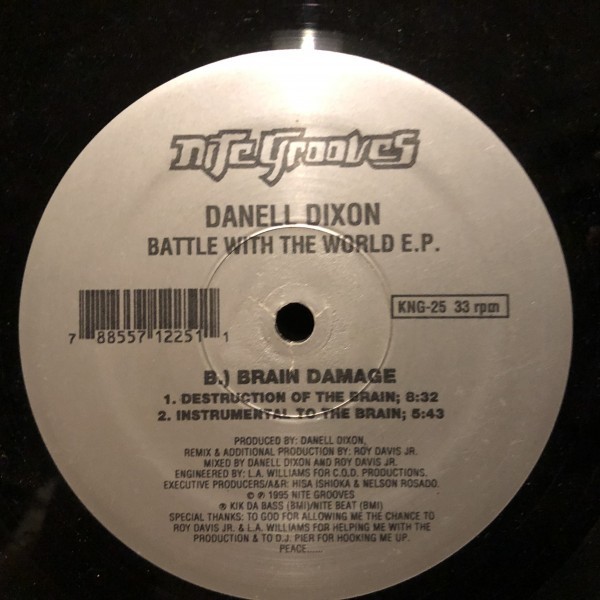 nite grooves
DANELL DIXON
BATTLE WITH THE WORLD E.P.
7 88557 12251 1
KNG-25 33 rpm
B.) BRAIN DAMAGE
1. DESTRUCTION OF THE BRAIN; 8:32
2. INSTRUMENTAL TO THE BRAIN; 5:43
PRODUCED BY: DANELL DIXON,
REMIX & ADDITIONAL PRODUCTION BY: ROY DAVIS JR.
MIXED BY DANELL DIXON AND ROY DAVIS JR.
ENGINEERED BY: L.A. WILLIAMS FOR C.O.D. PRODUCTIONS.
EXECUTIVE PRODUCERS/A&R: HISA ISHIOKA & NELSON ROSADO.
© ℗ 1995 NITE GROOVES
® KIK DA BASS (BMI)/NITE BEAT (BMI)
SPECIAL THANKS: TO GOD FOR ALLOWING ME THE CHANCE TO
ROY DAVIS JR. & L.A. WILLIAMS FOR HELPING ME WITH THE
PRODUCTION & TO D.J. PIER FOR HOOKING ME UP.
PEACE.....